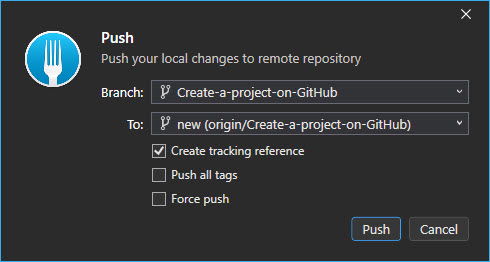 Push
Push your local changes to remote repository
Branch: Create-a-project-on-GitHub
To: new (origin/Create-a-project-on-GitHub)
Create tracking reference
Push all tags
Force push
Push Cancel